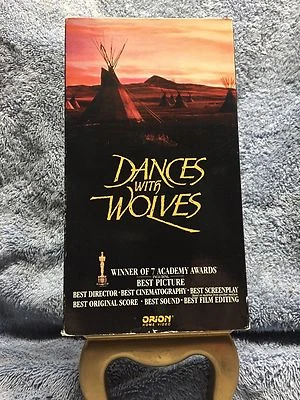 DANCES
WITH
WOLVES
WINNER OF 7 ACADEMY AWARDS
INCLUDING
BEST PICTURE
BEST DIRECTOR · BEST CINEMATOGRAPHY · BEST SCREENPLAY
BEST ORIGINAL SCORE · BEST SOUND · BEST FILM EDITING
ORION
HOME VIDEO